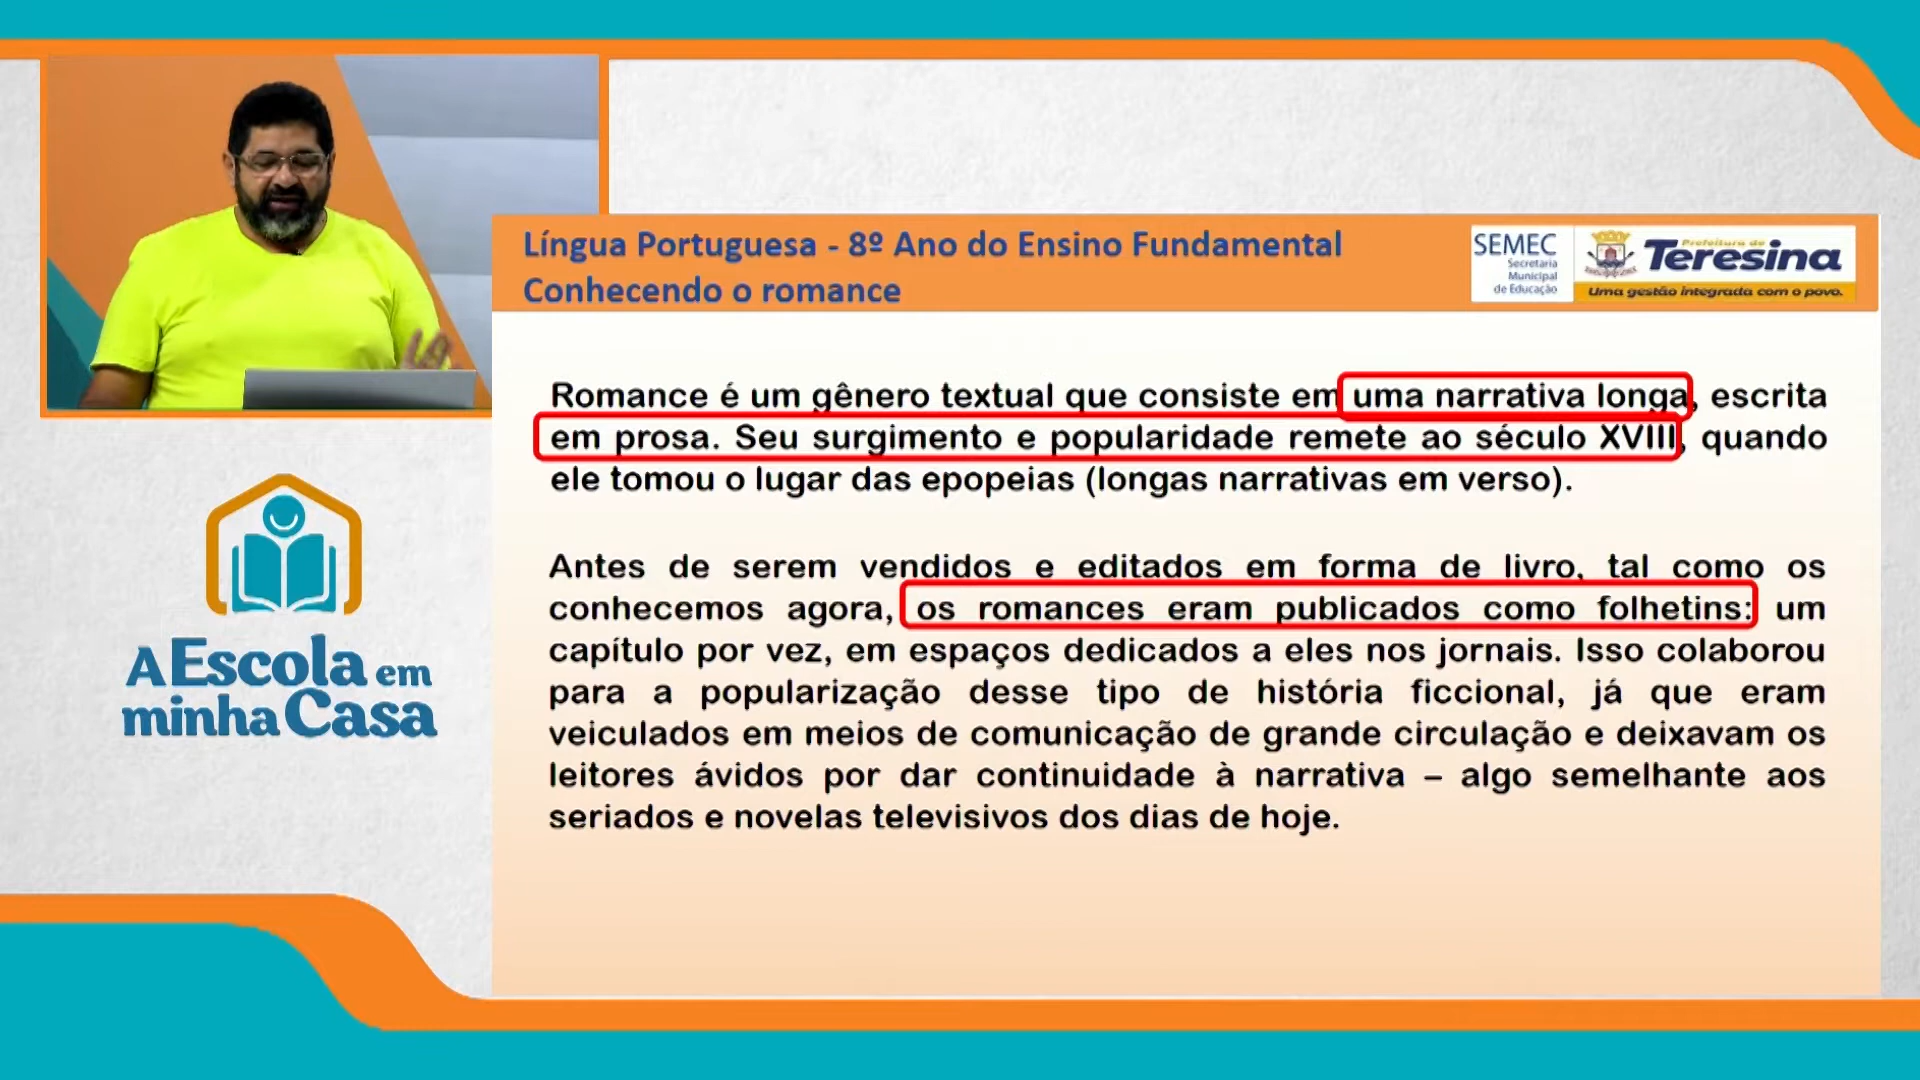 Língua Portuguesa - 8º Ano do Ensino Fundamental
Conhecendo o romance
SEMEC
Secretaria
Municipal
de Educação
Prefeitura de
Teresina
Uma gestão integrada com o povo.
Romance é um gênero textual que consiste em uma narrativa longa, escrita
em prosa. Seu surgimento e popularidade remete ao século XVIII, quando
ele tomou o lugar das epopeias (longas narrativas em verso).
Antes de serem vendidos e editados em forma de livro, tal como os
conhecemos agora, os romances eram publicados como folhetins: um
capítulo por vez, em espaços dedicados a eles nos jornais. Isso colaborou
para a popularização desse tipo de história ficcional, já que eram
veiculados em meios de comunicação de grande circulação e deixavam os
leitores ávidos por dar continuidade à narrativa – algo semelhante aos
seriados e novelas televisivos dos dias de hoje.
A Escola em
minha Casa